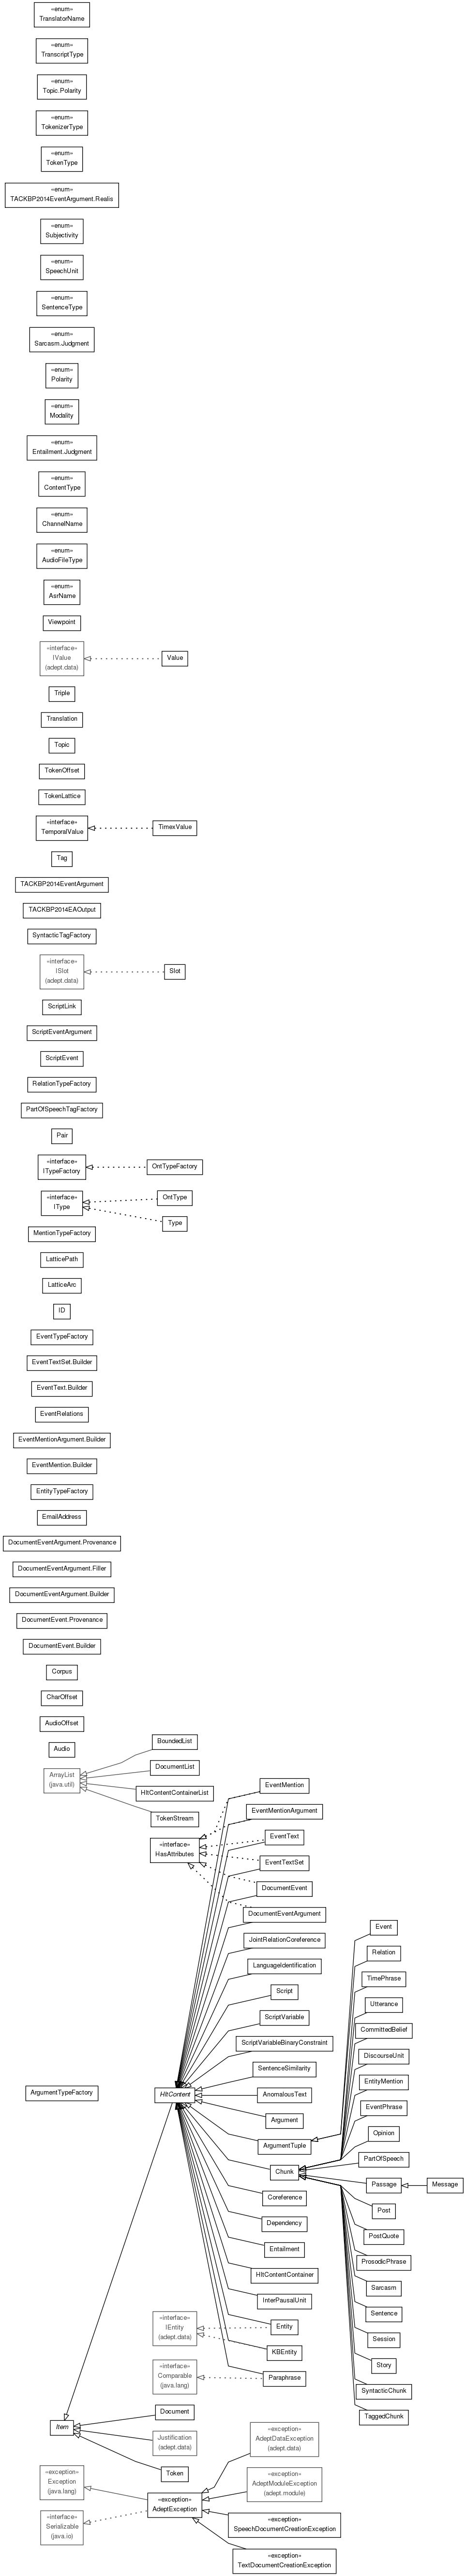 «enum»
TranslatorName
«enum»
TranscriptType
«enum»
Topic.Polarity
«enum»
TokenizerType
«enum»
TokenType
«enum»
TACKBP2014EventArgument.Realis
«enum»
Subjectivity
«enum»
SpeechUnit
«enum»
SentenceType
«enum»
Sarcasm.Judgment
«enum»
Polarity
«enum»
Modality
«enum»
Entailment.Judgment
«enum»
ContentType
«enum»
ChannelName
«enum»
AudioFileType
«enum»
AsrName
Viewpoint
«interface»
IValue
(adept.data)
Value
Triple
Translation
Topic
TokenOffset
TokenLattice
«interface»
TemporalValue
TimexValue
Tag
TACKBP2014EventArgument
TACKBP2014EAOutput
SyntacticTagFactory
«interface»
ISlot
(adept.data)
Slot
ScriptLink
ScriptEventArgument
ScriptEvent
RelationTypeFactory
PartOfSpeechTagFactory
Pair
«interface»
ITypeFactory
OntTypeFactory
«interface»
IType
OntType
Type
MentionTypeFactory
LatticePath
LatticeArc
ID
EventTypeFactory
EventTextSet.Builder
EventText.Builder
EventRelations
EventMentionArgument.Builder
EventMention.Builder
EntityTypeFactory
EmailAddress
DocumentEventArgument.Provenance
DocumentEventArgument.Filler
DocumentEventArgument.Builder
DocumentEvent.Provenance
DocumentEvent.Builder
Corpus
CharOffset
AudioOffset
Audio
ArrayList
(java.util)
BoundedList
DocumentList
HltContentContainerList
TokenStream
«interface»
HasAttributes
EventMention
EventMentionArgument
EventText
EventTextSet
DocumentEvent
DocumentEventArgument
JointRelationCoreference
LanguageIdentification
Script
ScriptVariable
ScriptVariableBinaryConstraint
SentenceSimilarity
AnomalousText
Argument
ArgumentTuple
Chunk
Coreference
Dependency
Entailment
HltContentContainer
InterPausalUnit
Entity
KBEntity
Paraphrase
Event
Relation
TimePhrase
Utterance
CommittedBelief
DiscourseUnit
EntityMention
EventPhrase
Opinion
PartOfSpeech
Passage
Message
Post
PostQuote
ProsodicPhrase
Sarcasm
Sentence
Session
Story
SyntacticChunk
TaggedChunk
ArgumentTypeFactory
HltContent
«interface»
IEntity
(adept.data)
«interface»
Comparable
(java.lang)
Item
Document
Justification
(adept.data)
Token
«exception»
Exception
(java.lang)
«interface»
Serializable
(java.io)
«exception»
AdeptException
«exception»
AdeptDataException
(adept.data)
«exception»
AdeptModuleException
(adept.module)
«exception»
SpeechDocumentCreationException
«exception»
TextDocumentCreationException